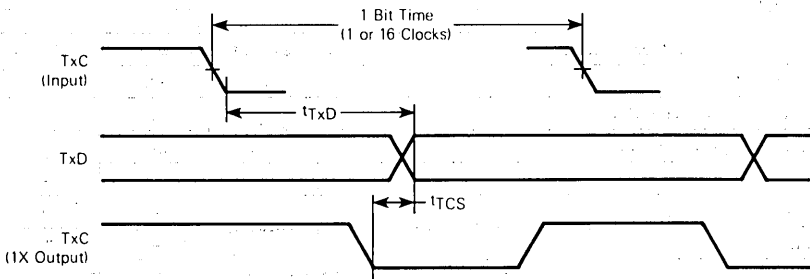 1 Bit Time
(1 or 16 Clocks)
TxC
(Input)
tTxD
TxD
tTCS
TxC
(1X Output)